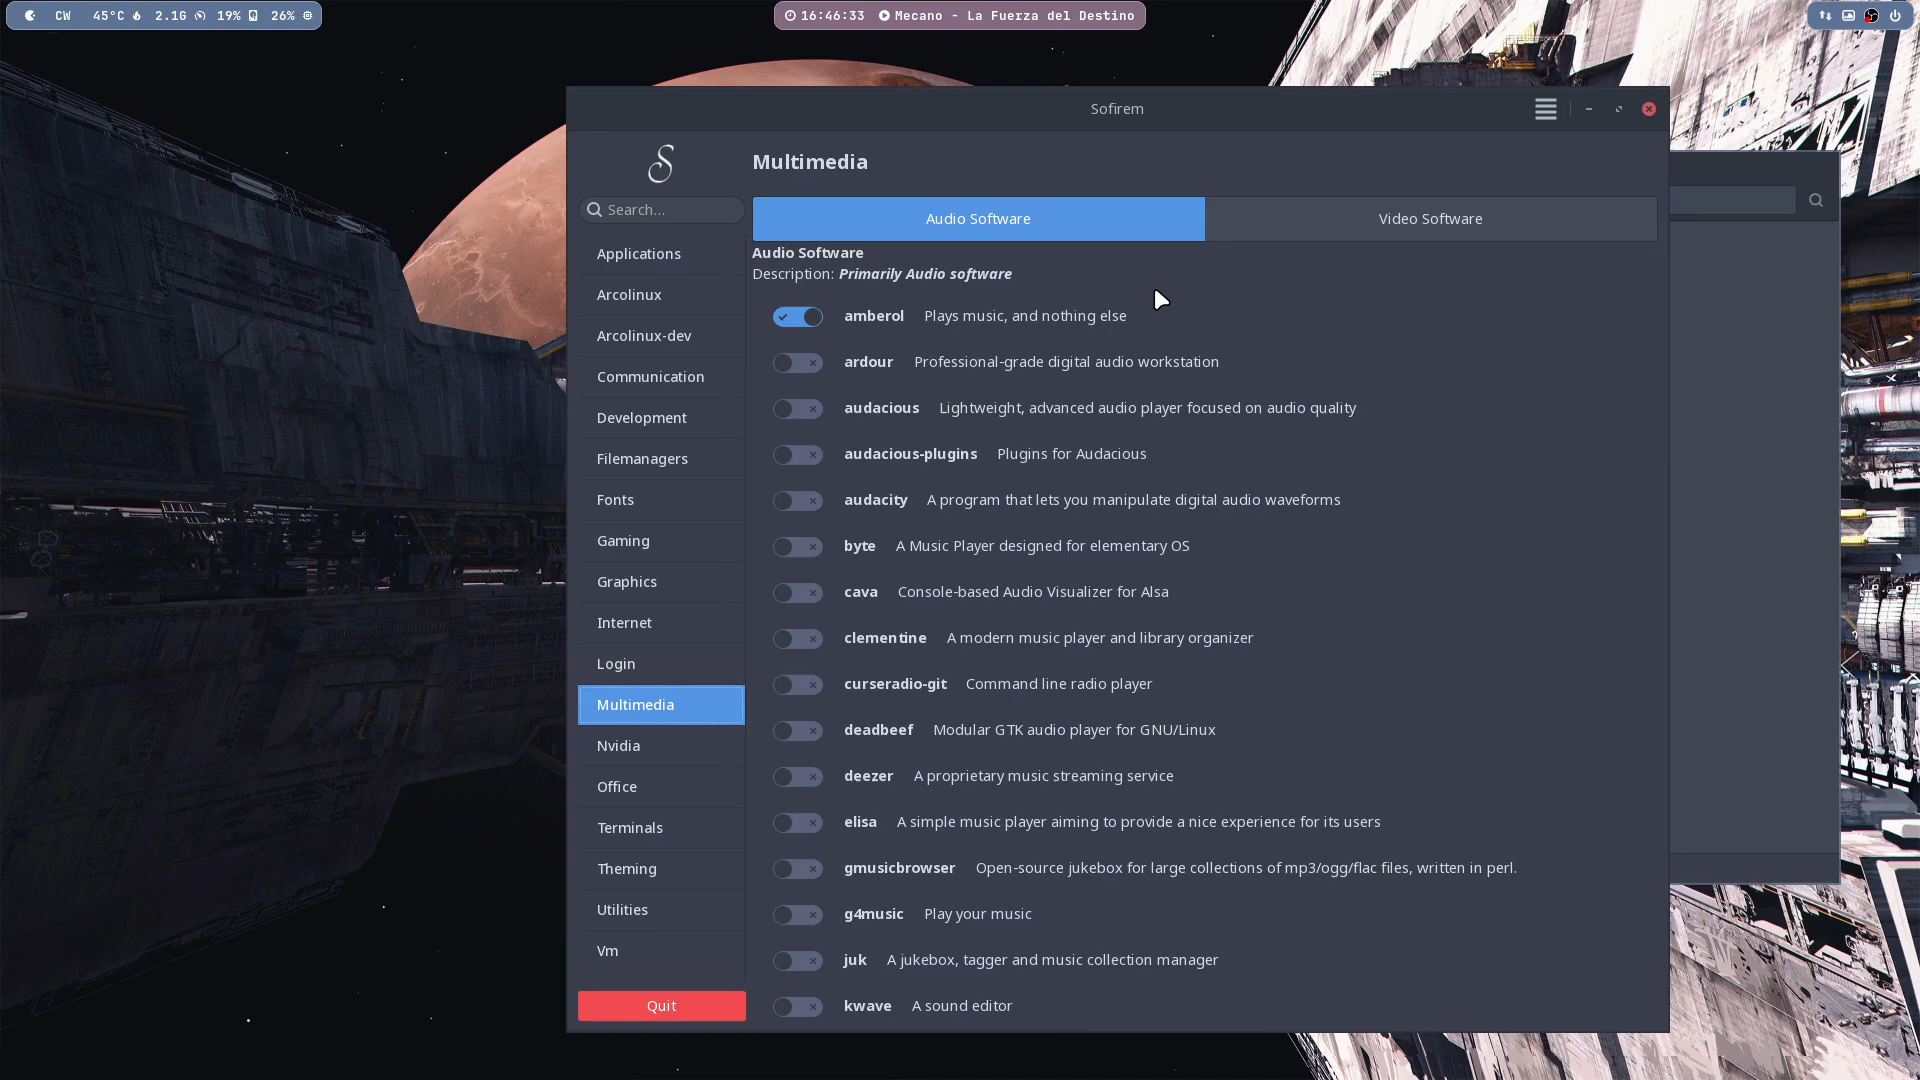 CW 45°C 2.1G 19% 26%
16:46:33 Mecano - La Fuerza del Destino
Sofirem
S
Search...
Applications
Arcolinux
Arcolinux-dev
Communication
Development
Filemanagers
Fonts
Gaming
Graphics
Internet
Login
Multimedia
Nvidia
Office
Terminals
Theming
Utilities
Vm
Quit
Multimedia
Audio Software
Video Software
Audio Software
Description: Primarily Audio software
amberol Plays music, and nothing else
ardour Professional-grade digital audio workstation
audacious Lightweight, advanced audio player focused on audio quality
audacious-plugins Plugins for Audacious
audacity A program that lets you manipulate digital audio waveforms
byte A Music Player designed for elementary OS
cava Console-based Audio Visualizer for Alsa
clementine A modern music player and library organizer
curseradio-git Command line radio player
deadbeef Modular GTK audio player for GNU/Linux
deezer A proprietary music streaming service
elisa A simple music player aiming to provide a nice experience for its users
gmusicbrowser Open-source jukebox for large collections of mp3/ogg/flac files, written in perl.
g4music Play your music
juk A jukebox, tagger and music collection manager
kwave A sound editor